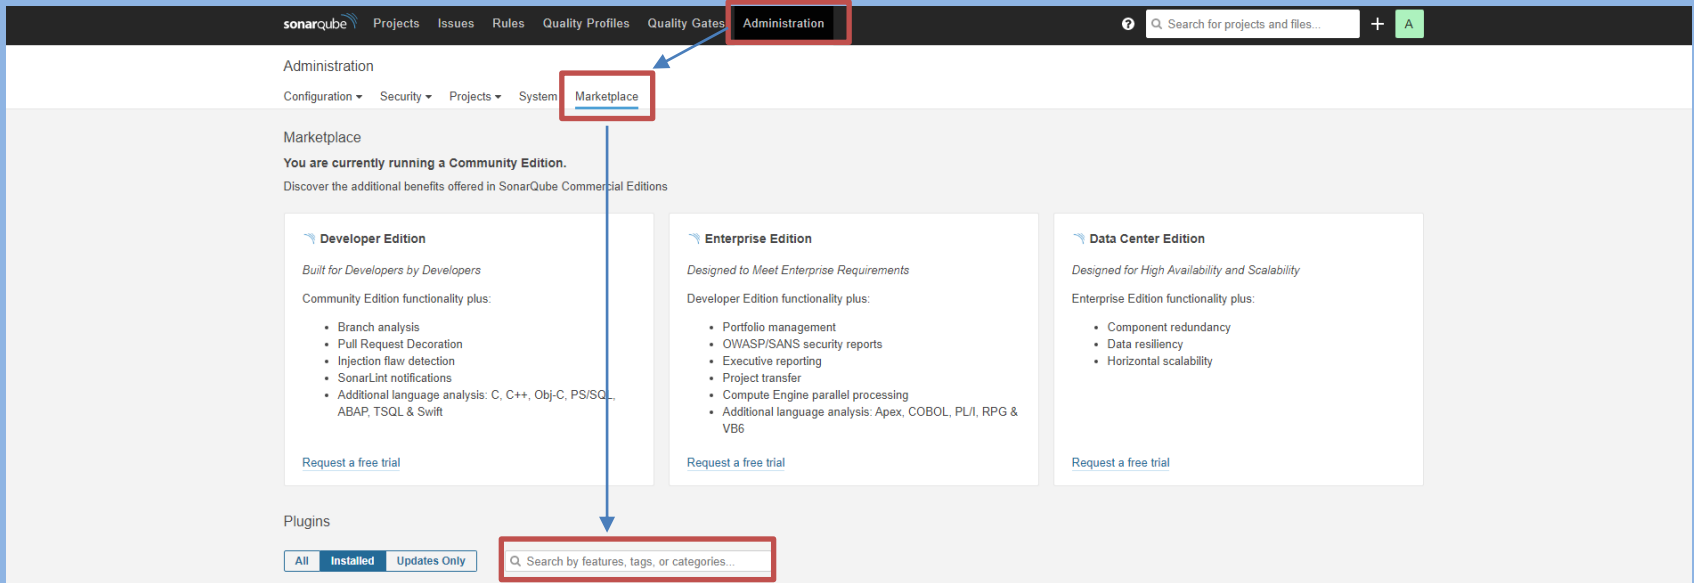 sonarqube Projects Issues Rules Quality Profiles Quality Gates Administration ? Search for projects and files... + A
Administration
Configuration Security Projects System Marketplace
Marketplace
You are currently running a Community Edition.
Discover the additional benefits offered in SonarQube Commercial Editions
Developer Edition
Built for Developers by Developers
Community Edition functionality plus:
• Branch analysis
• Pull Request Decoration
• Injection flaw detection
• SonarLint notifications
• Additional language analysis: C, C++, Obj-C, PS/SQL,
ABAP, TSQL & Swift
Request a free trial
Enterprise Edition
Designed to Meet Enterprise Requirements
Developer Edition functionality plus:
• Portfolio management
• OWASP/SANS security reports
• Executive reporting
• Project transfer
• Compute Engine parallel processing
• Additional language analysis: Apex, COBOL, PL/I, RPG &
VB6
Request a free trial
Data Center Edition
Designed for High Availability and Scalability
Enterprise Edition functionality plus:
• Component redundancy
• Data resiliency
• Horizontal scalability
Request a free trial
Plugins
All Installed Updates Only Search by features, tags, or categories...